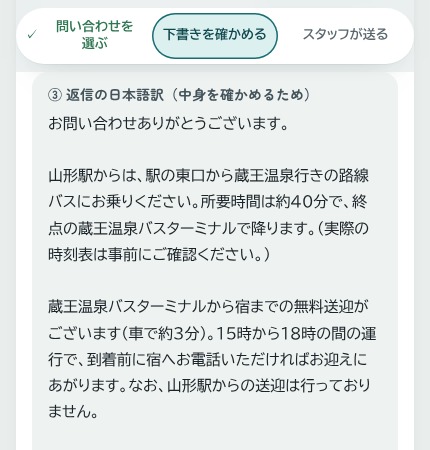 ✓ 問い合わせを
選ぶ
下書きを確かめる
スタッフが送る
③ 返信の日本語訳（中身を確かめるため）
お問い合わせありがとうございます。
山形駅からは、駅の東口から蔵王温泉行きの路線
バスにお乗りください。所要時間は約40分で、終
点の蔵王温泉バスターミナルで降ります。（実際の
時刻表は事前にご確認ください。）
蔵王温泉バスターミナルから宿までの無料送迎が
ございます（車で約3分）。15時から18時の間の運
行で、到着前に宿へお電話いただければお迎えに
あがります。なお、山形駅からの送迎は行っており
ません。